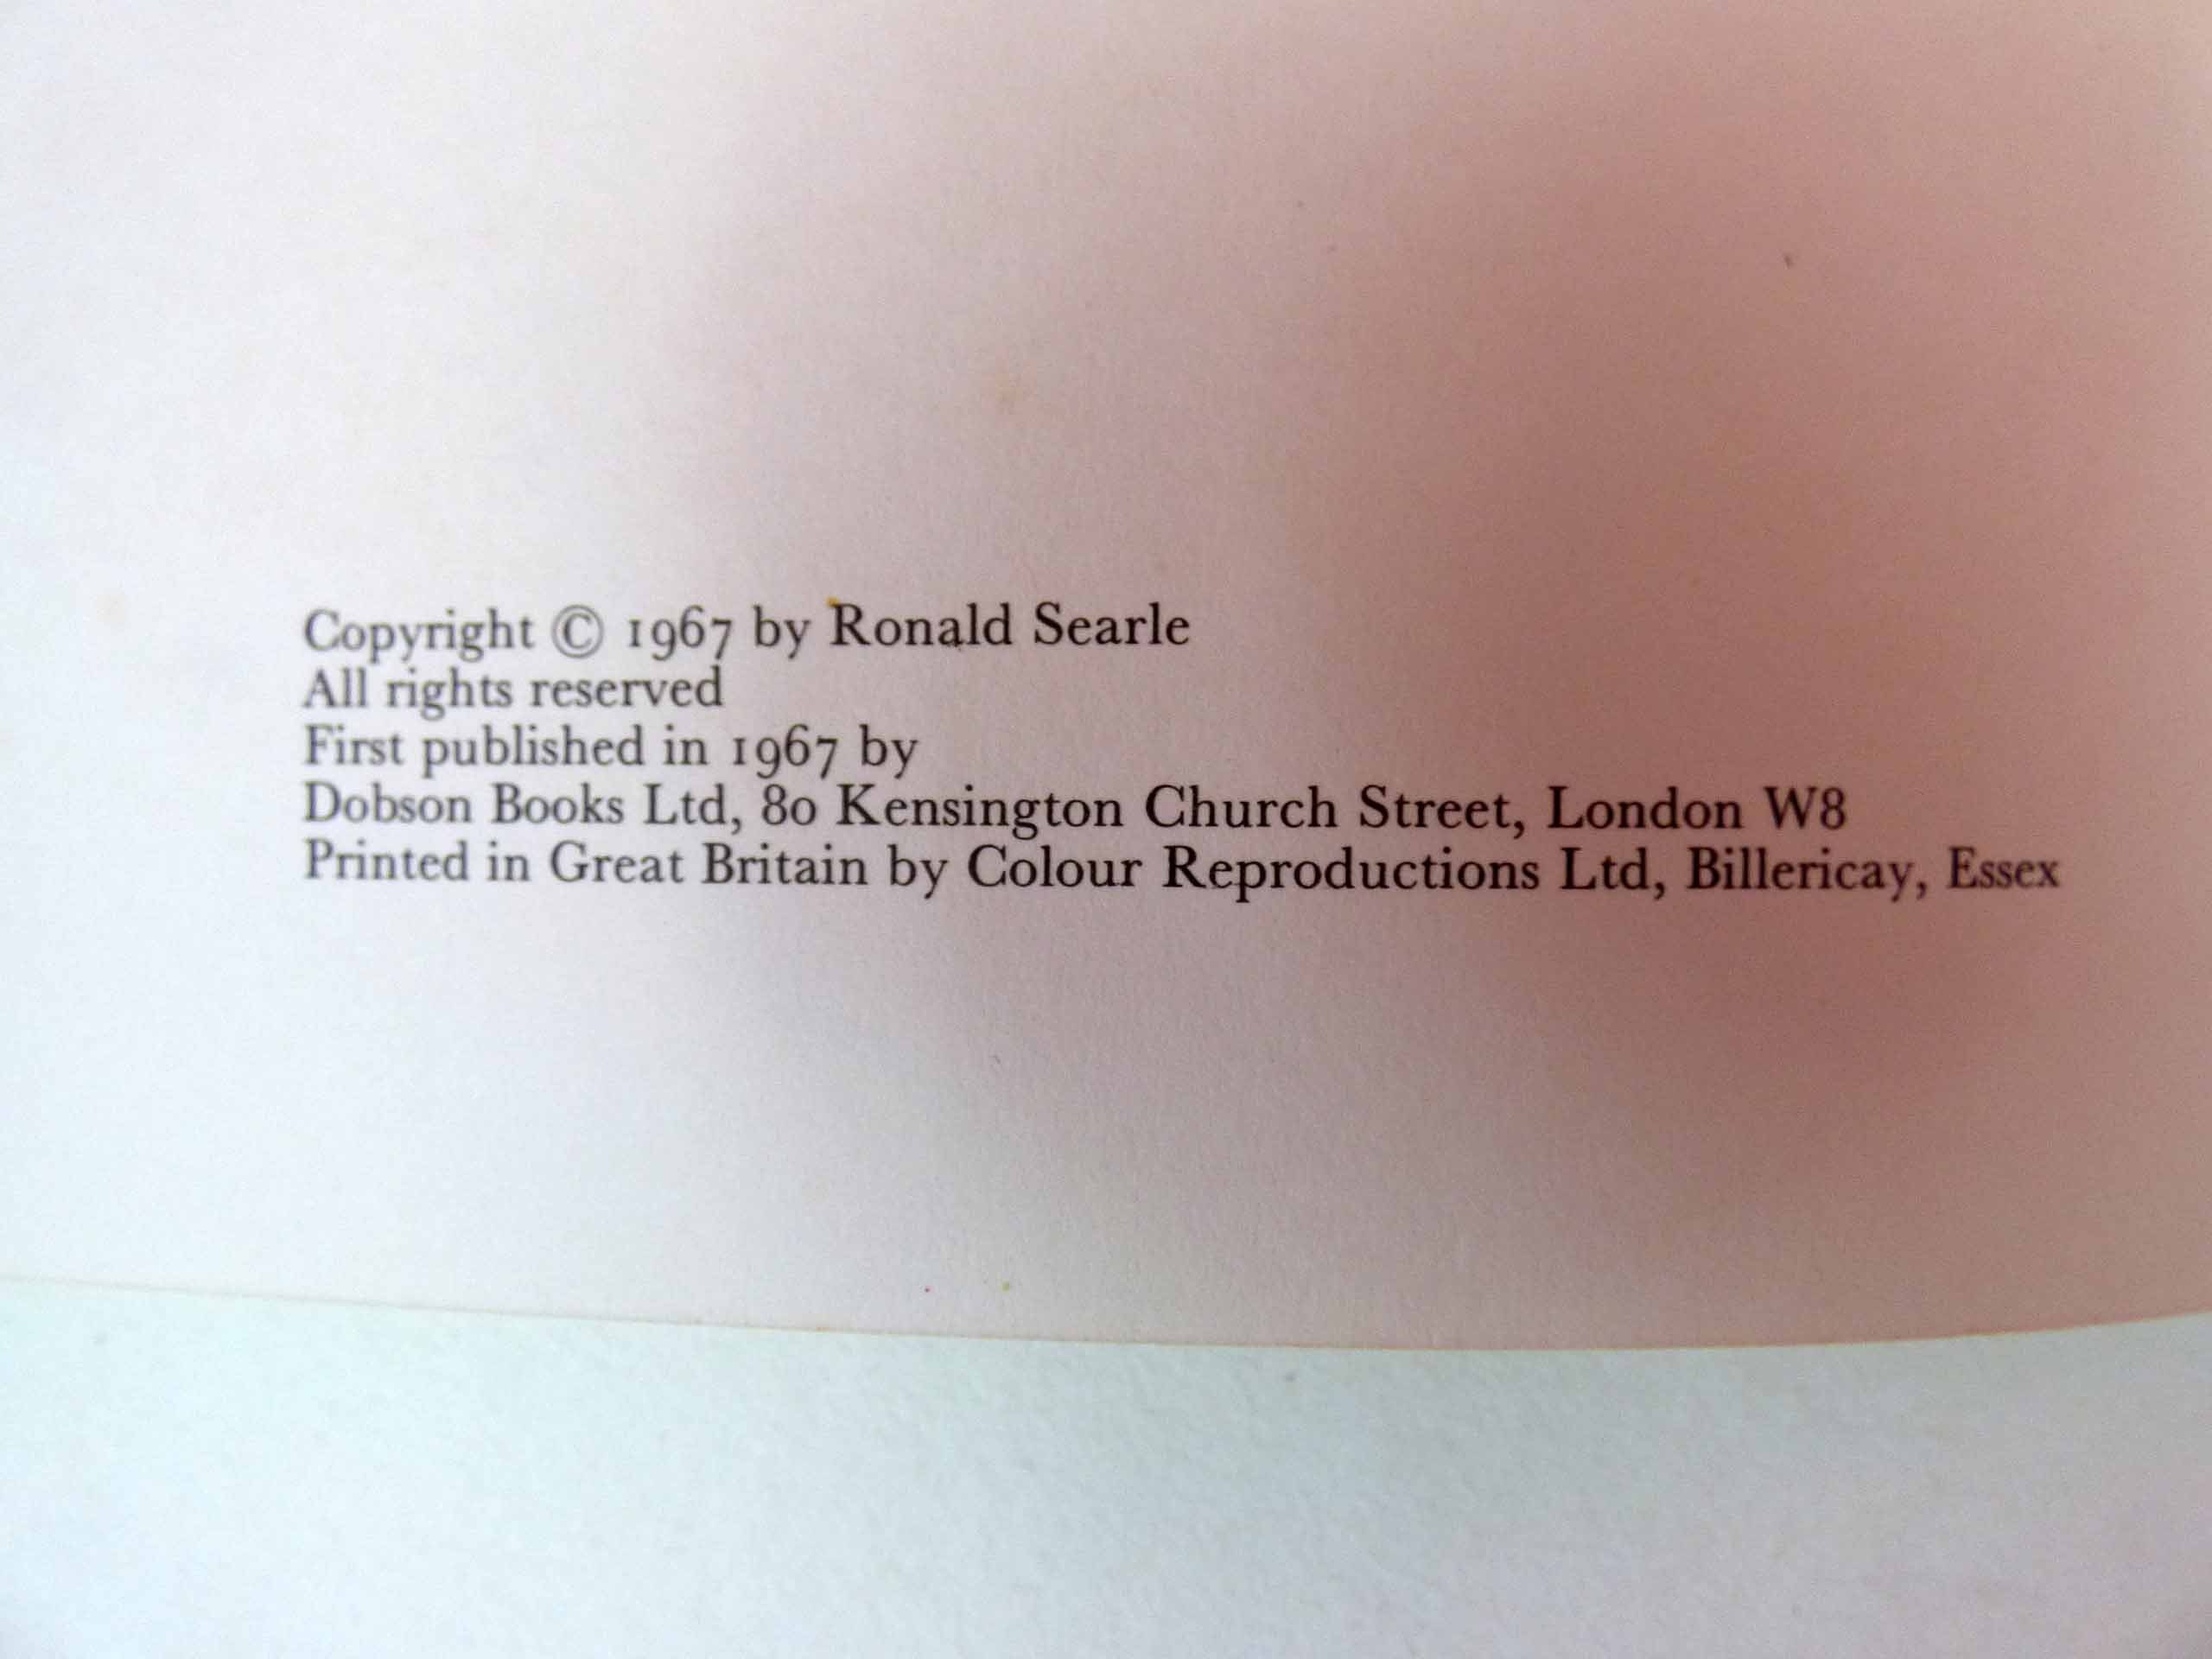 Copyright © 1967 by Ronald Searle
All rights reserved
First published in 1967 by
Dobson Books Ltd, 80 Kensington Church Street, London W8
Printed in Great Britain by Colour Reproductions Ltd, Billericay, Essex